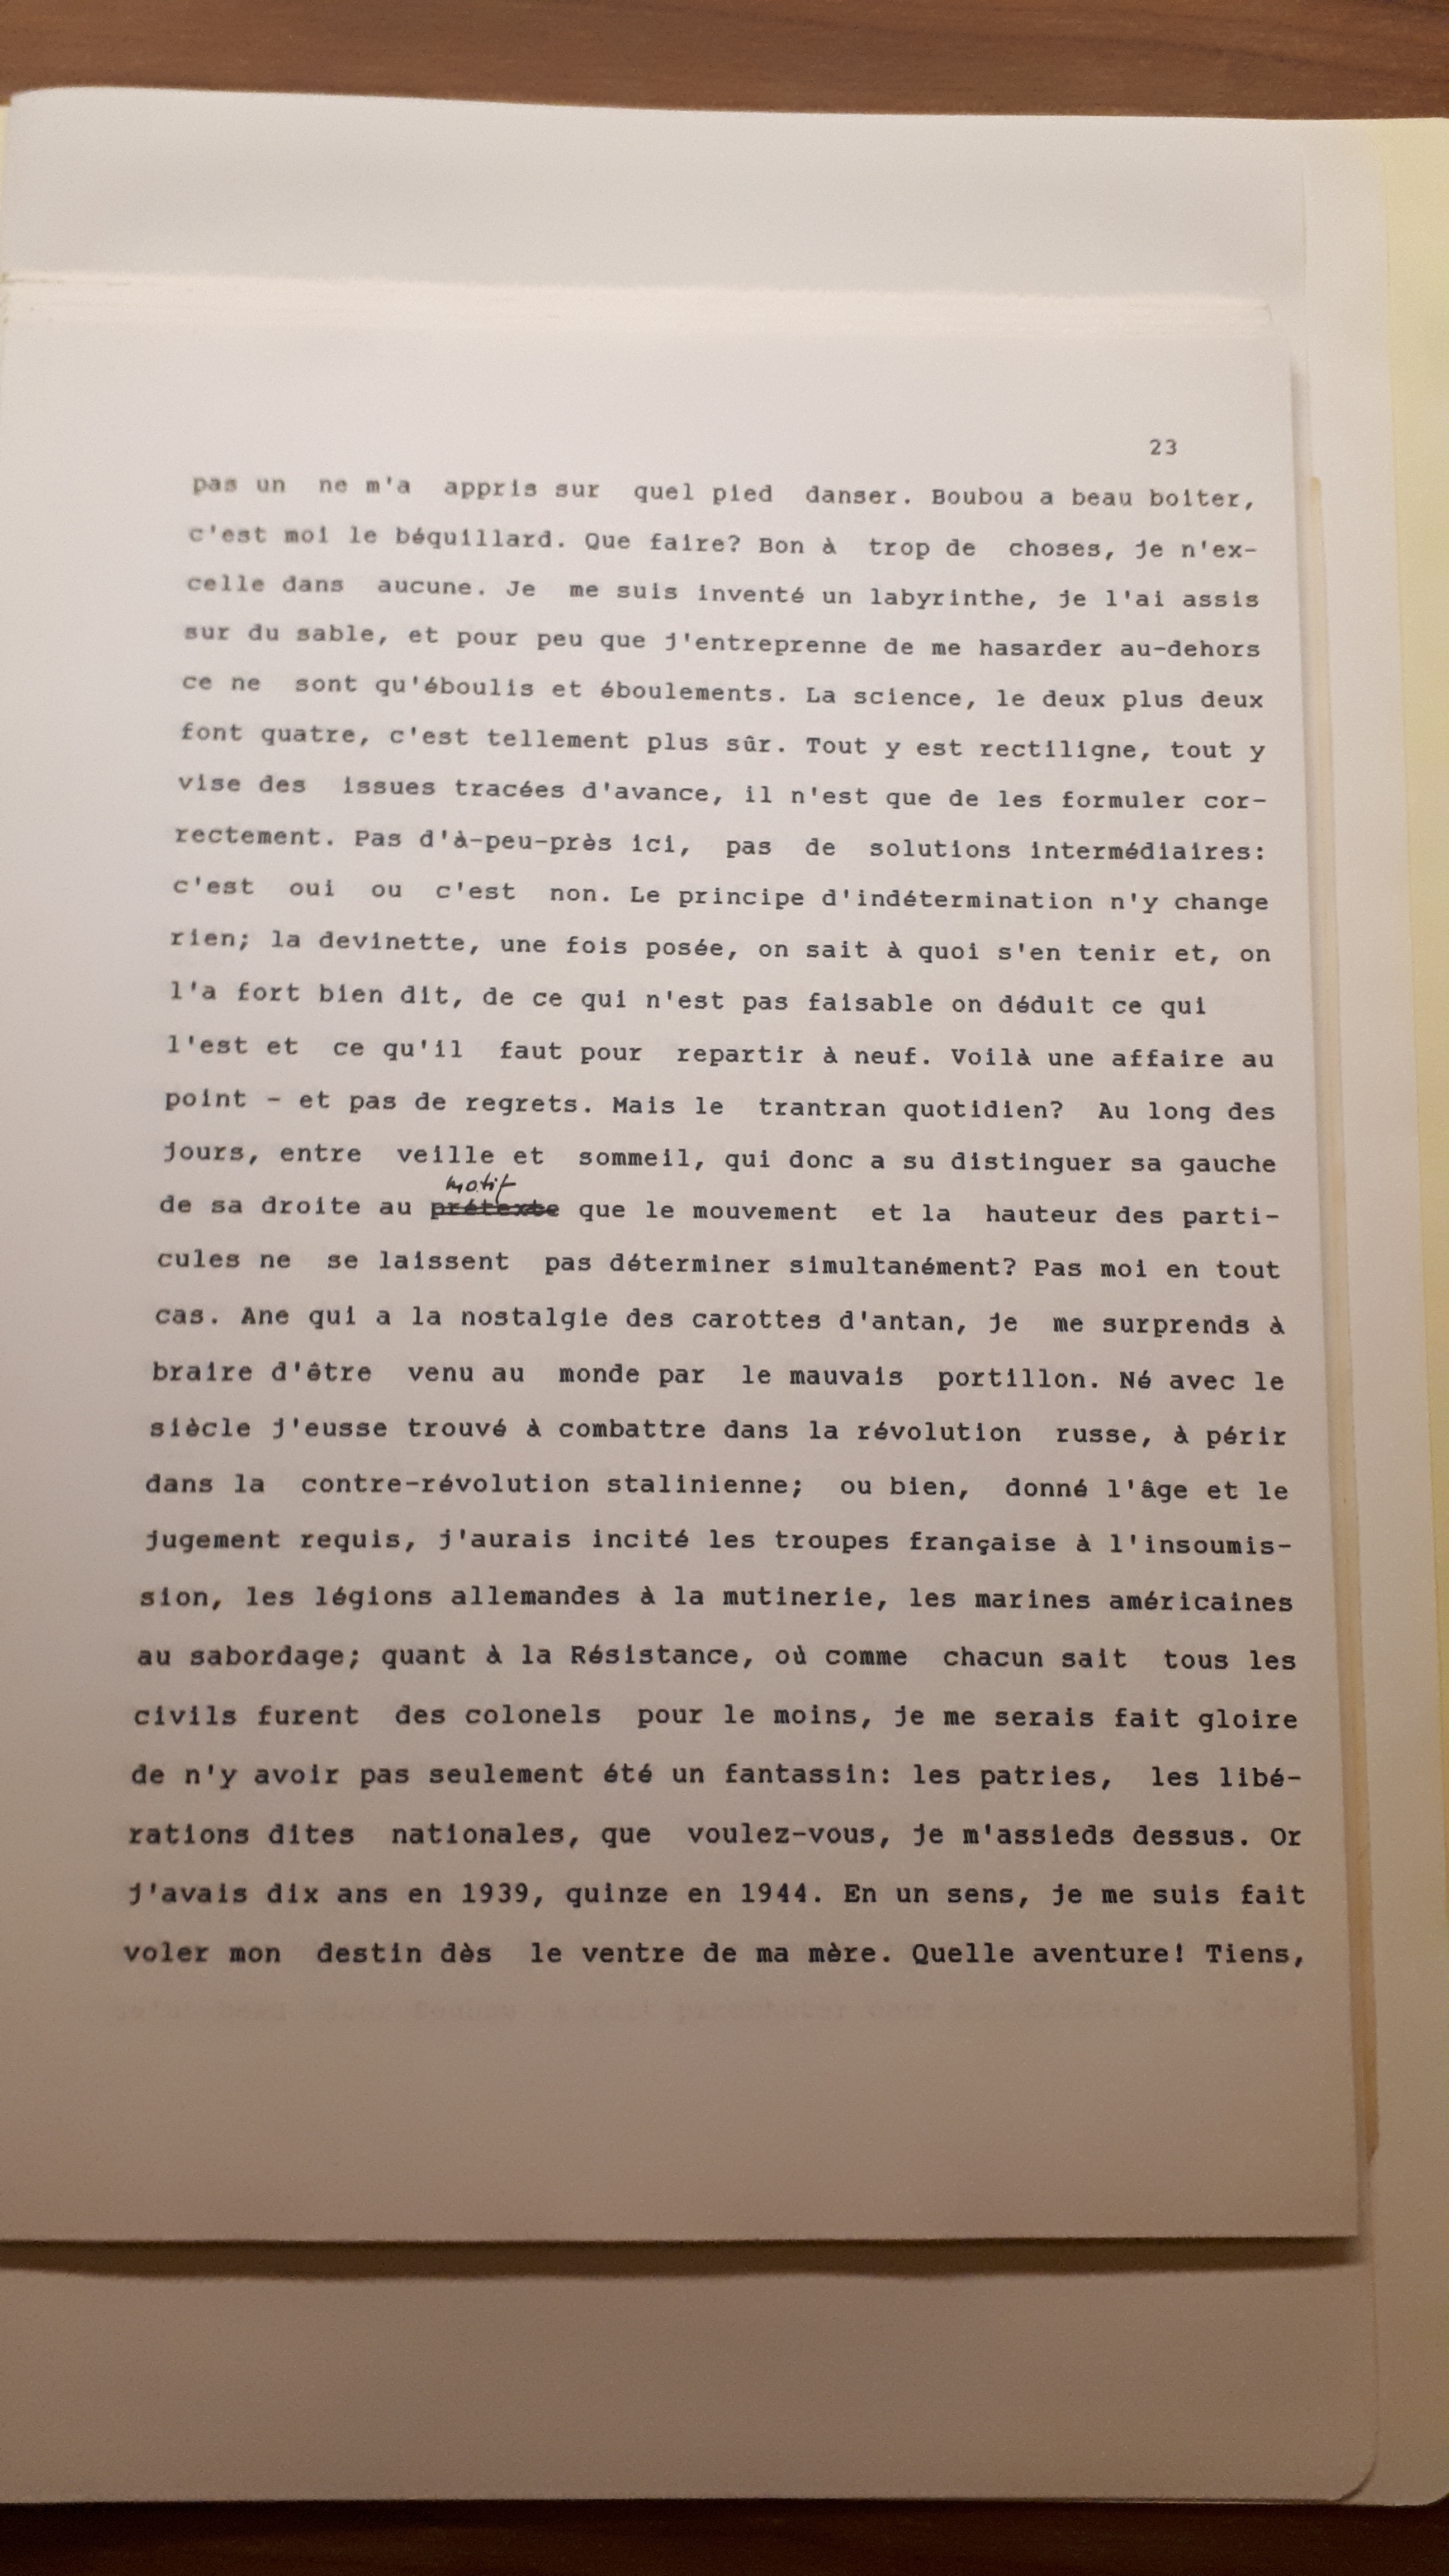 23
pas un ne m'a appris sur quel pied danser. Boubou a beau boiter,
c'est moi le béquillard. Que faire? Bon à trop de choses, je n'ex-
celle dans aucune. Je me suis inventé un labyrinthe, je l'ai assis
sur du sable, et pour peu que j'entreprenne de me hasarder au-dehors
ce ne sont qu'éboulis et éboulements. La science, le deux plus deux
font quatre, c'est tellement plus sûr. Tout y est rectiligne, tout y
vise des issues tracées d'avance, il n'est que de les formuler cor-
rectement. Pas d'à-peu-près ici, pas de solutions intermédiaires:
c'est oui ou c'est non. Le principe d'indétermination n'y change
rien; la devinette, une fois posée, on sait à quoi s'en tenir et, on
l'a fort bien dit, de ce qui n'est pas faisable on déduit ce qui
l'est et ce qu'il faut pour repartir à neuf. Voilà une affaire au
point - et pas de regrets. Mais le trantran quotidien? Au long des
jours, entre veille et sommeil, qui donc a su distinguer sa gauche
motif
de sa droite au prétexte que le mouvement et la hauteur des parti-
cules ne se laissent pas déterminer simultanément? Pas moi en tout
cas. Ane qui a la nostalgie des carottes d'antan, je me surprends à
braire d'être venu au monde par le mauvais portillon. Né avec le
siècle j'eusse trouvé à combattre dans la révolution russe, à périr
dans la contre-révolution stalinienne; ou bien, donné l'âge et le
jugement requis, j'aurais incité les troupes française à l'insoumis-
sion, les légions allemandes à la mutinerie, les marines américaines
au sabordage; quant à la Résistance, où comme chacun sait tous les
civils furent des colonels pour le moins, je me serais fait gloire
de n'y avoir pas seulement été un fantassin: les patries, les libé-
rations dites nationales, que voulez-vous, je m'assieds dessus. Or
j'avais dix ans en 1939, quinze en 1944. En un sens, je me suis fait
voler mon destin dès le ventre de ma mère. Quelle aventure! Tiens,